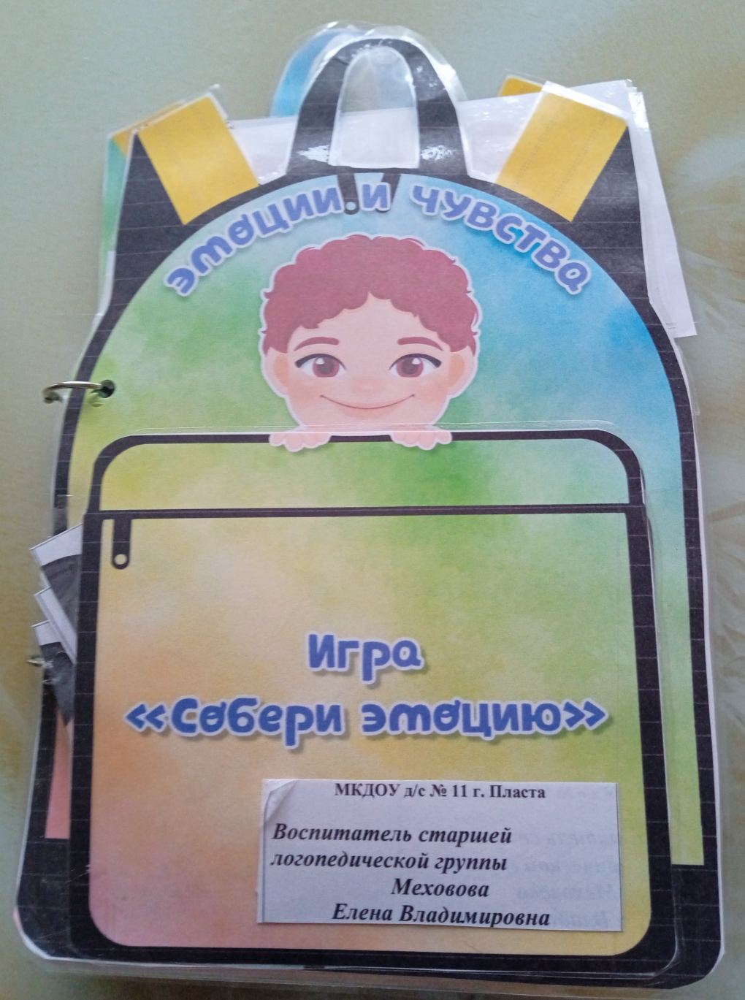 эмоции и чувства
Игра
«Собери эмоцию»
МКДОУ д/с № 11 г. Пласта
Воспитатель старшей
логопедической группы
Меховова
Елена Владимировна